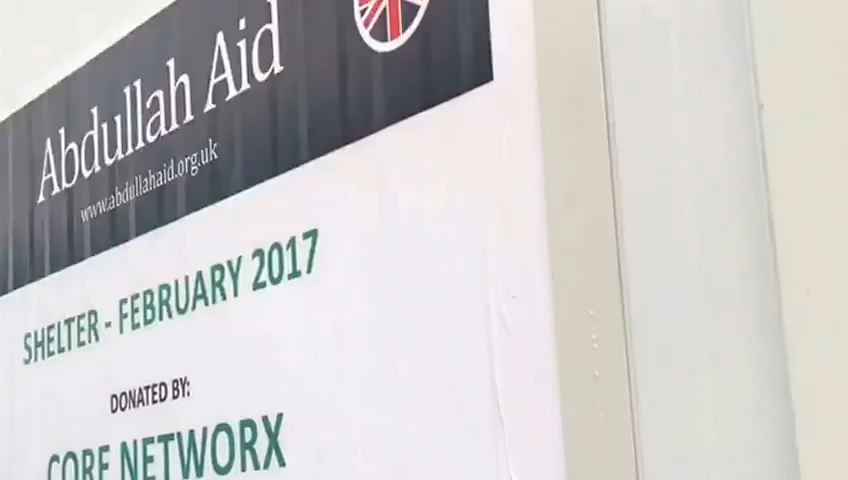 Abdullah Aid
www.abdullahaid.org.uk
SHELTER - FEBRUARY 2017
DONATED BY:
CORE NETWORX